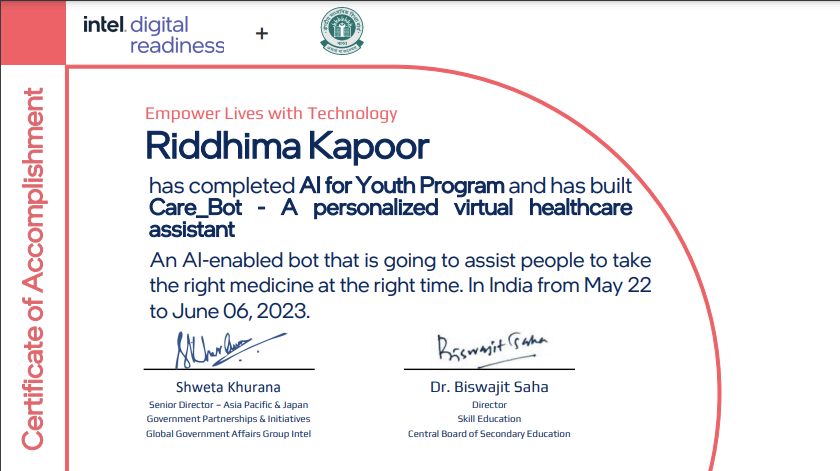 intel digital
readiness
+
Certificate of Accomplishment
Empower Lives with Technology
Riddhima Kapoor
has completed AI for Youth Program and has built
Care_Bot - A personalized virtual healthcare
assistant
An AI-enabled bot that is going to assist people to take
the right medicine at the right time. In India from May 22
to June 06, 2023.
Biswajit Saha
Shweta Khurana
Senior Director – Asia Pacific & Japan
Government Partnerships & Initiatives
Global Government Affairs Group Intel
Dr. Biswajit Saha
Director
Skill Education
Central Board of Secondary Education